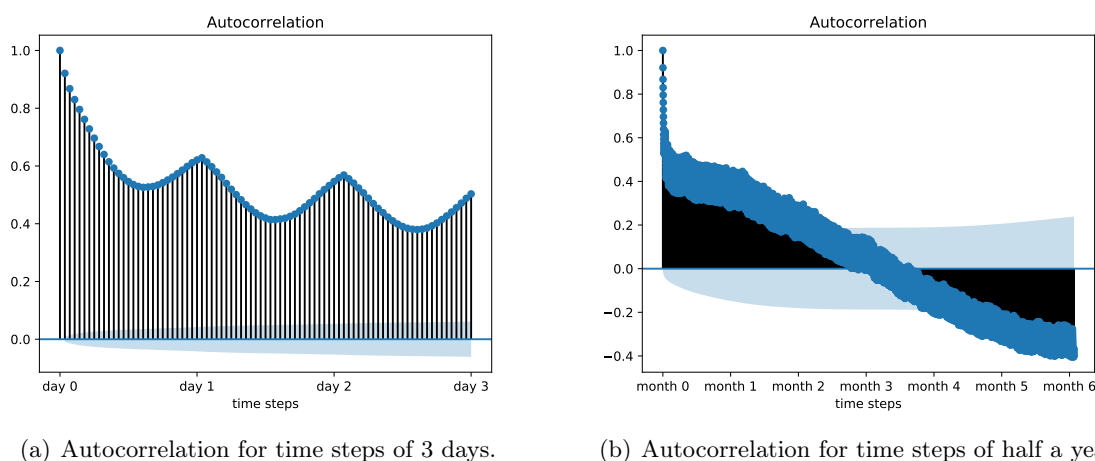 Autocorrelation
1.0
0.8
0.6
0.4
0.2
0.0
day 0 day 1 day 2 day 3
time steps
(a) Autocorrelation for time steps of 3 days.
Autocorrelation
1.0
0.8
0.6
0.4
0.2
0.0
−0.2
−0.4
month 0 month 1 month 2 month 3 month 4 month 5 month 6
time steps
(b) Autocorrelation for time steps of half a ye